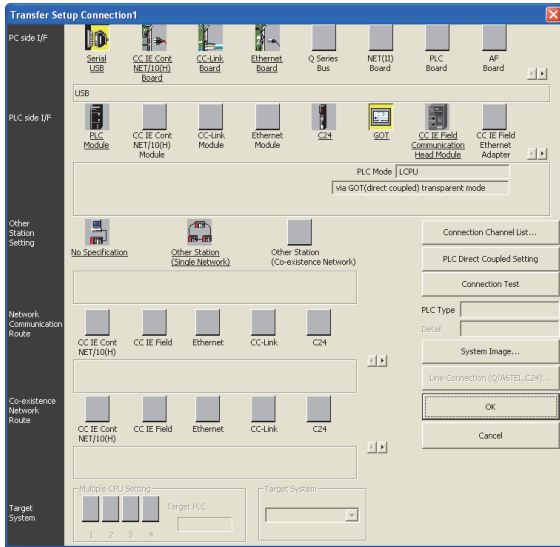 Transfer Setup Connection1
PC side I/F
Serial USB
CC IE Cont NET/10(H) Board
CC-Link Board
Ethernet Board
Q Series Bus
NET(II) Board
PLC Board
AF Board
USB
PLC side I/F
PLC Module
CC IE Cont NET/10(H) Module
CC-Link Module
Ethernet Module
C24
GOT
CC IE Field Communication Head Module
CC IE Field Ethernet Adapter
PLC Mode LCPU
via GOT(direct coupled) transparent mode
Other Station Setting
No Specification
Other Station (Single Network)
Other Station (Co-existence Network)
Connection Channel List...
PLC Direct Coupled Setting
Connection Test
PLC Type
Detail
System Image...
Line Connection (Q/A6TEL,C24)...
OK
Cancel
Network Communication Route
CC IE Cont NET/10(H)
CC IE Field
Ethernet
CC-Link
C24
Co-existence Network Route
CC IE Cont NET/10(H)
CC IE Field
Ethernet
CC-Link
C24
Target System
Multiple CPU Setting
1 2 3 4
Target PLC
Target System